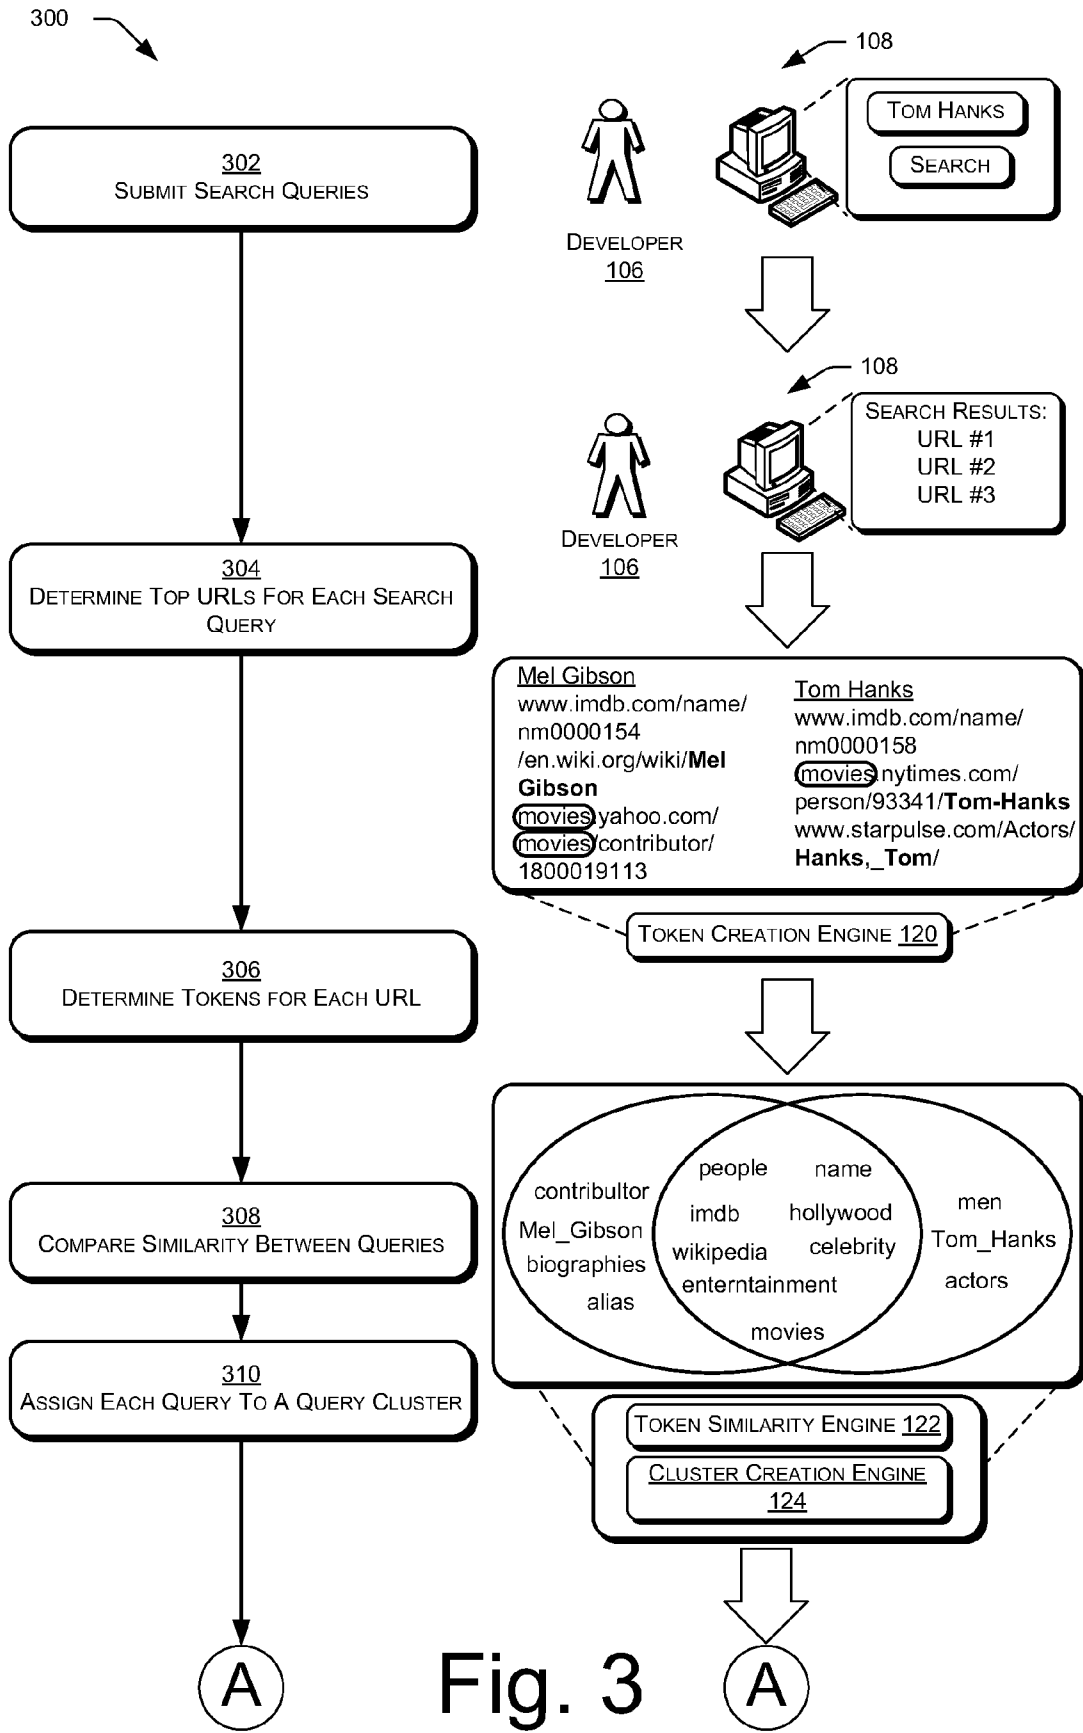 300
302
SUBMIT SEARCH QUERIES
304
DETERMINE TOP URLS FOR EACH SEARCH
QUERY
306
DETERMINE TOKENS FOR EACH URL
308
COMPARE SIMILARITY BETWEEN QUERIES
310
ASSIGN EACH QUERY TO A QUERY CLUSTER
A
108
TOM HANKS
SEARCH
DEVELOPER
106
108
SEARCH RESULTS:
URL #1
URL #2
URL #3
DEVELOPER
106
Mel Gibson
www.imdb.com/name/
nm0000154
/en.wiki.org/wiki/Mel
Gibson
movies.yahoo.com/
movies/contributor/
1800019113
Tom Hanks
www.imdb.com/name/
nm0000158
movies.nytimes.com/
person/93341/Tom-Hanks
www.starpulse.com/Actors/
Hanks,_Tom/
TOKEN CREATION ENGINE 120
contribultor
Mel_Gibson
biographies
alias
people name
imdb hollywood
wikipedia celebrity
enterntainment
movies
men
Tom_Hanks
actors
TOKEN SIMILARITY ENGINE 122
CLUSTER CREATION ENGINE
124
A
Fig. 3